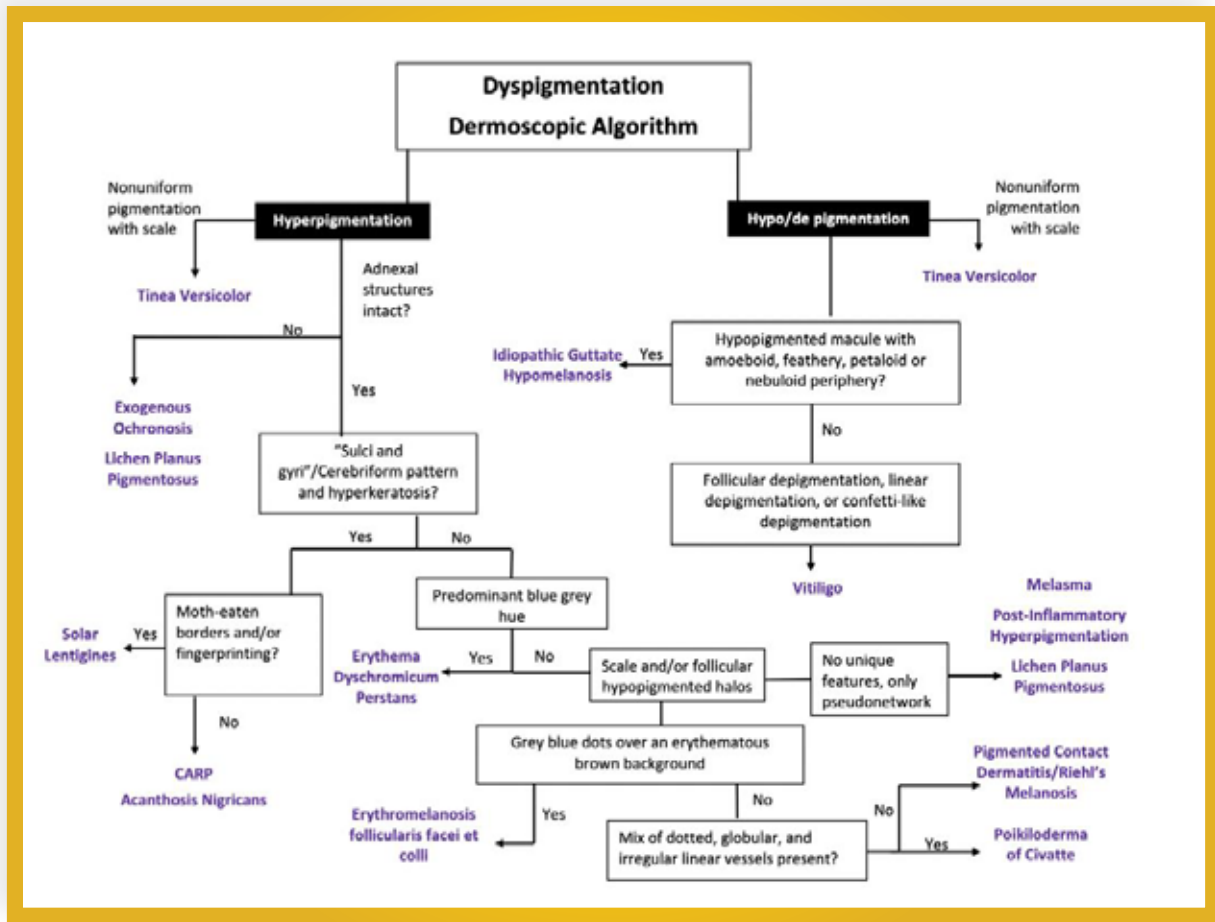 Dyspigmentation
Dermoscopic Algorithm
Nonuniform
pigmentation
with scale
Hyperpigmentation
Tinea Versicolor
Adnexal
structures
intact?
No
Exogenous
Ochronosis
Lichen Planus
Pigmentosus
Yes
"Sulci and
gyri"/Cerebriform pattern
and hyperkeratosis?
Yes
No
Moth-eaten
borders and/or
fingerprinting?
Yes
Solar
Lentigines
No
CARP
Acanthosis Nigricans
Predominant blue grey
hue
Yes
No
Erythema
Dyschromicum
Perstans
Scale and/or follicular
hypopigmented halos
No unique
features, only
pseudonetwork
Melasma
Post-Inflammatory
Hyperpigmentation
Lichen Planus
Pigmentosus
Grey blue dots over an erythematous
brown background
Yes
No
Erythromelanosis
follicularis facei et
colli
Mix of dotted, globular, and
irregular linear vessels present?
No
Pigmented Contact
Dermatitis/Riehl's
Melanosis
Yes
Poikiloderma
of Civatte
Hypo/de pigmentation
Nonuniform
pigmentation
with scale
Tinea Versicolor
Hypopigmented macule with
amoeboid, feathery, petaloid or
nebuloid periphery?
Yes
Idiopathic Guttate
Hypomelanosis
No
Follicular depigmentation, linear
depigmentation, or confetti-like
depigmentation
Vitiligo